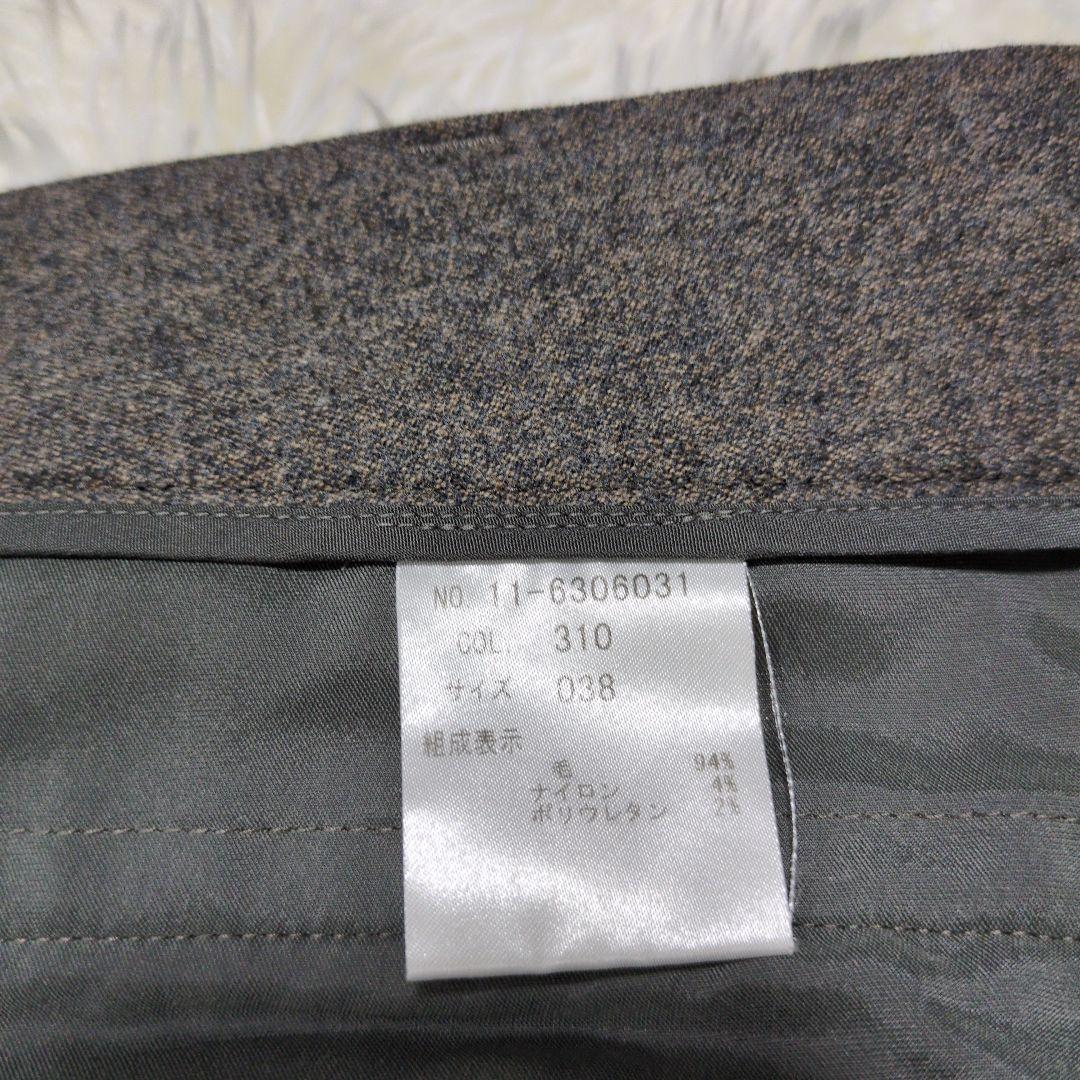 NO 11-6306031
COL. 310
サイズ 038
組成表示
毛 94%
ナイロン 4%
ポリウレタン 2%